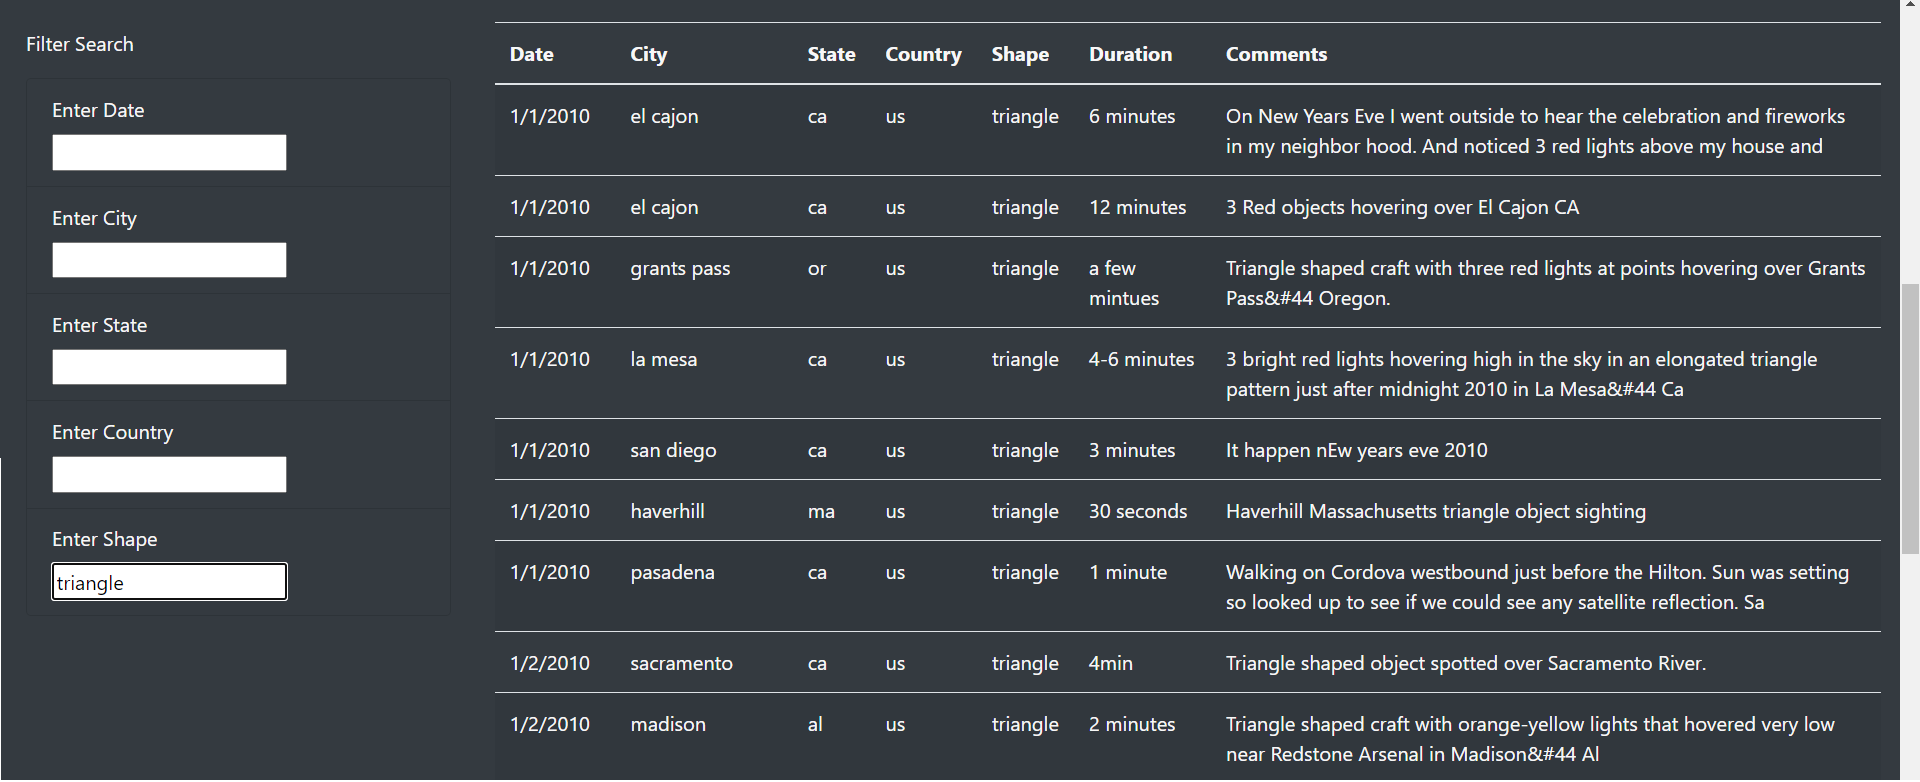 Filter Search
Enter Date
Enter City
Enter State
Enter Country
Enter Shape
triangle
Date City State Country Shape Duration Comments
1/1/2010 el cajon ca us triangle 6 minutes On New Years Eve I went outside to hear the celebration and fireworks
in my neighbor hood. And noticed 3 red lights above my house and
1/1/2010 el cajon ca us triangle 12 minutes 3 Red objects hovering over El Cajon CA
1/1/2010 grants pass or us triangle a few Triangle shaped craft with three red lights at points hovering over Grants
mintues Pass&#44 Oregon.
1/1/2010 la mesa ca us triangle 4-6 minutes 3 bright red lights hovering high in the sky in an elongated triangle
pattern just after midnight 2010 in La Mesa&#44 Ca
1/1/2010 san diego ca us triangle 3 minutes It happen nEw years eve 2010
1/1/2010 haverhill ma us triangle 30 seconds Haverhill Massachusetts triangle object sighting
1/1/2010 pasadena ca us triangle 1 minute Walking on Cordova westbound just before the Hilton. Sun was setting
so looked up to see if we could see any satellite reflection. Sa
1/2/2010 sacramento ca us triangle 4min Triangle shaped object spotted over Sacramento River.
1/2/2010 madison al us triangle 2 minutes Triangle shaped craft with orange-yellow lights that hovered very low
near Redstone Arsenal in Madison&#44 Al